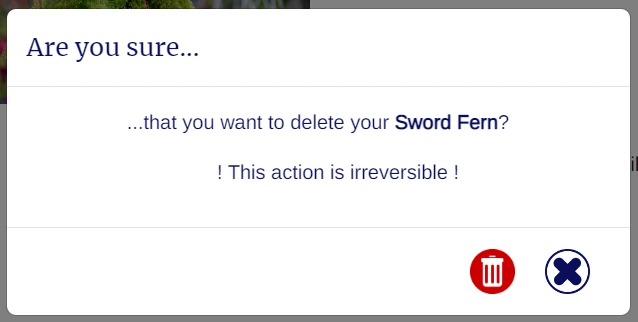 Are you sure...
...that you want to delete your Sword Fern?
! This action is irreversible !